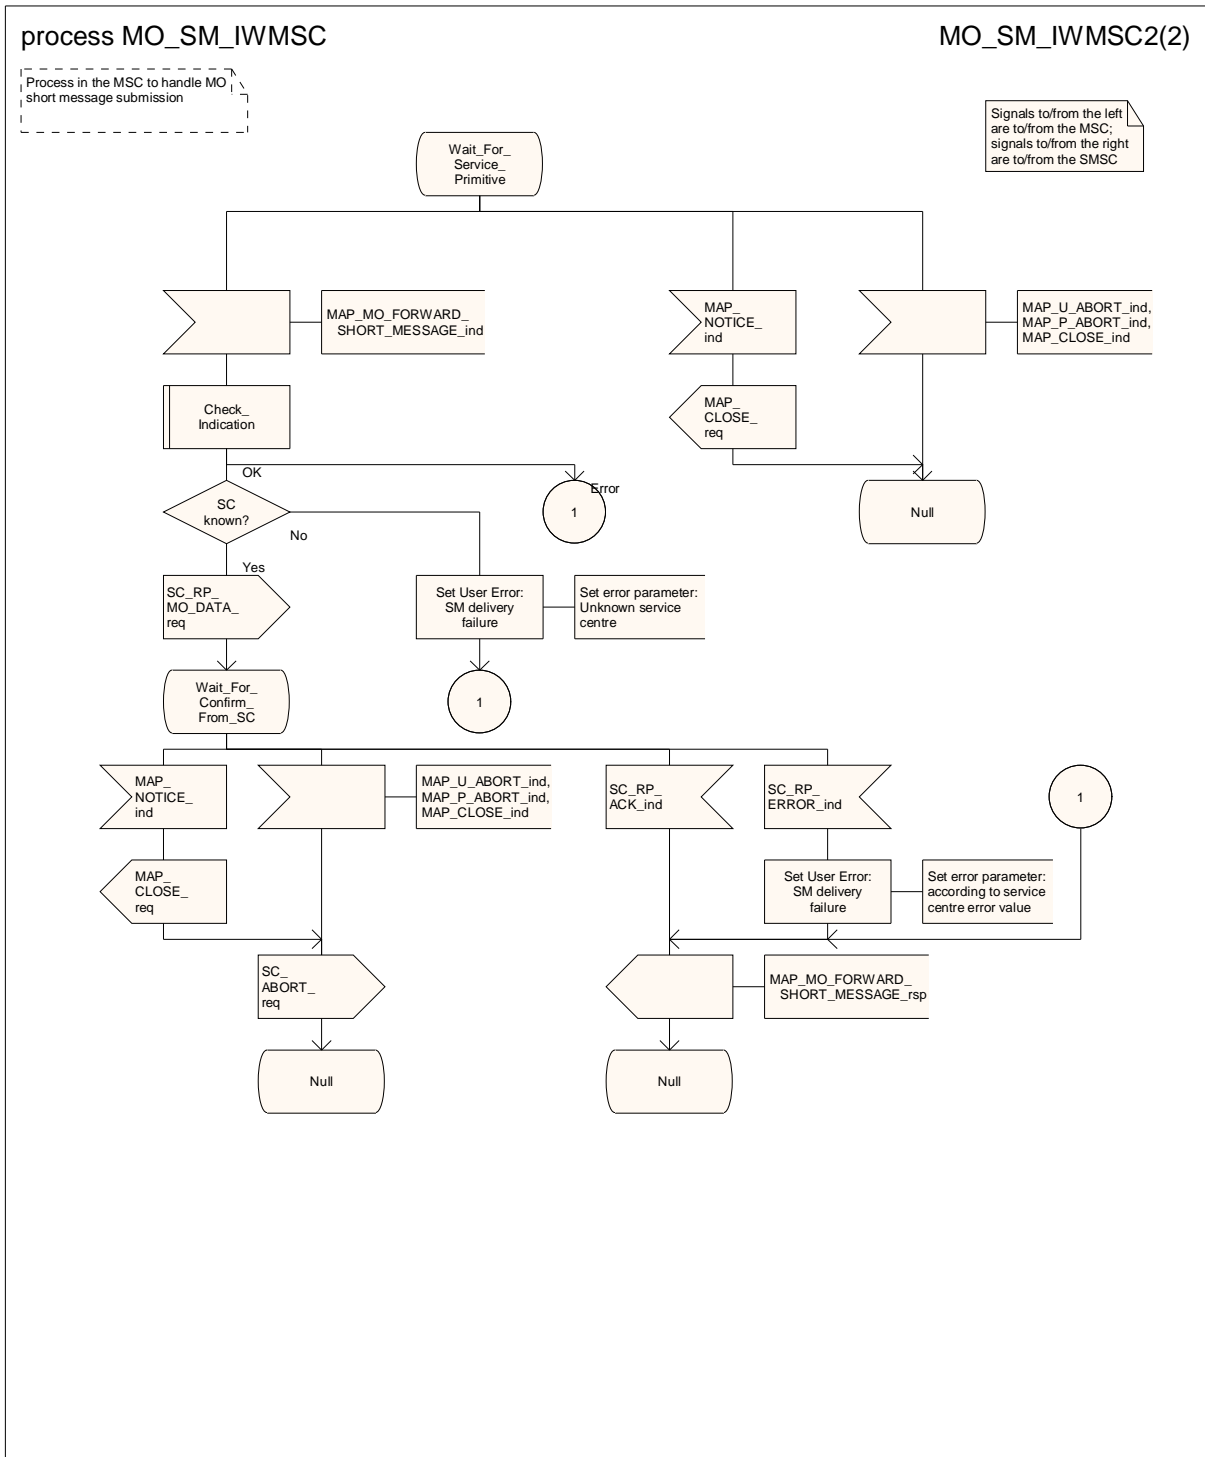 process MO_SM_IWMSC
MO_SM_IWMSC2(2)
Process in the MSC to handle MO
short message submission
Signals to/from the left
are to/from the MSC;
signals to/from the right
are to/from the SMSC
Wait_For_
Service_
Primitive
MAP_MO_FORWARD_
SHORT_MESSAGE_ind
MAP_
NOTICE_
ind
MAP_U_ABORT_ind,
MAP_P_ABORT_ind,
MAP_CLOSE_ind
Check_
Indication
MAP_
CLOSE_
req
OK
Error
SC
known?
1
Null
No
Yes
SC_RP_
MO_DATA_
req
Set User Error:
SM delivery
failure
Set error parameter:
Unknown service
centre
Wait_For_
Confirm_
From_SC
1
MAP_
NOTICE_
ind
MAP_U_ABORT_ind,
MAP_P_ABORT_ind,
MAP_CLOSE_ind
SC_RP_
ACK_ind
SC_RP_
ERROR_ind
1
MAP_
CLOSE_
req
Set User Error:
SM delivery
failure
Set error parameter:
according to service
centre error value
SC_
ABORT_
req
MAP_MO_FORWARD_
SHORT_MESSAGE_rsp
Null
Null